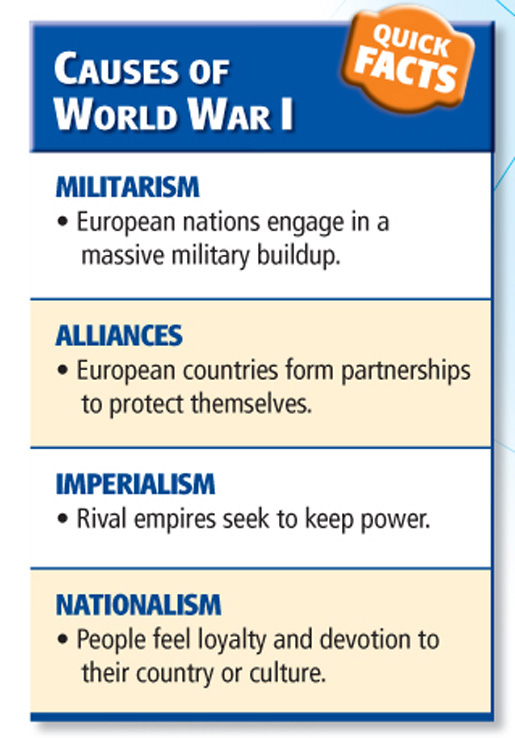 QUICK
FACTS
CAUSES OF
WORLD WAR I
MILITARISM
• European nations engage in a
massive military buildup.
ALLIANCES
• European countries form partnerships
to protect themselves.
IMPERIALISM
• Rival empires seek to keep power.
NATIONALISM
• People feel loyalty and devotion to
their country or culture.